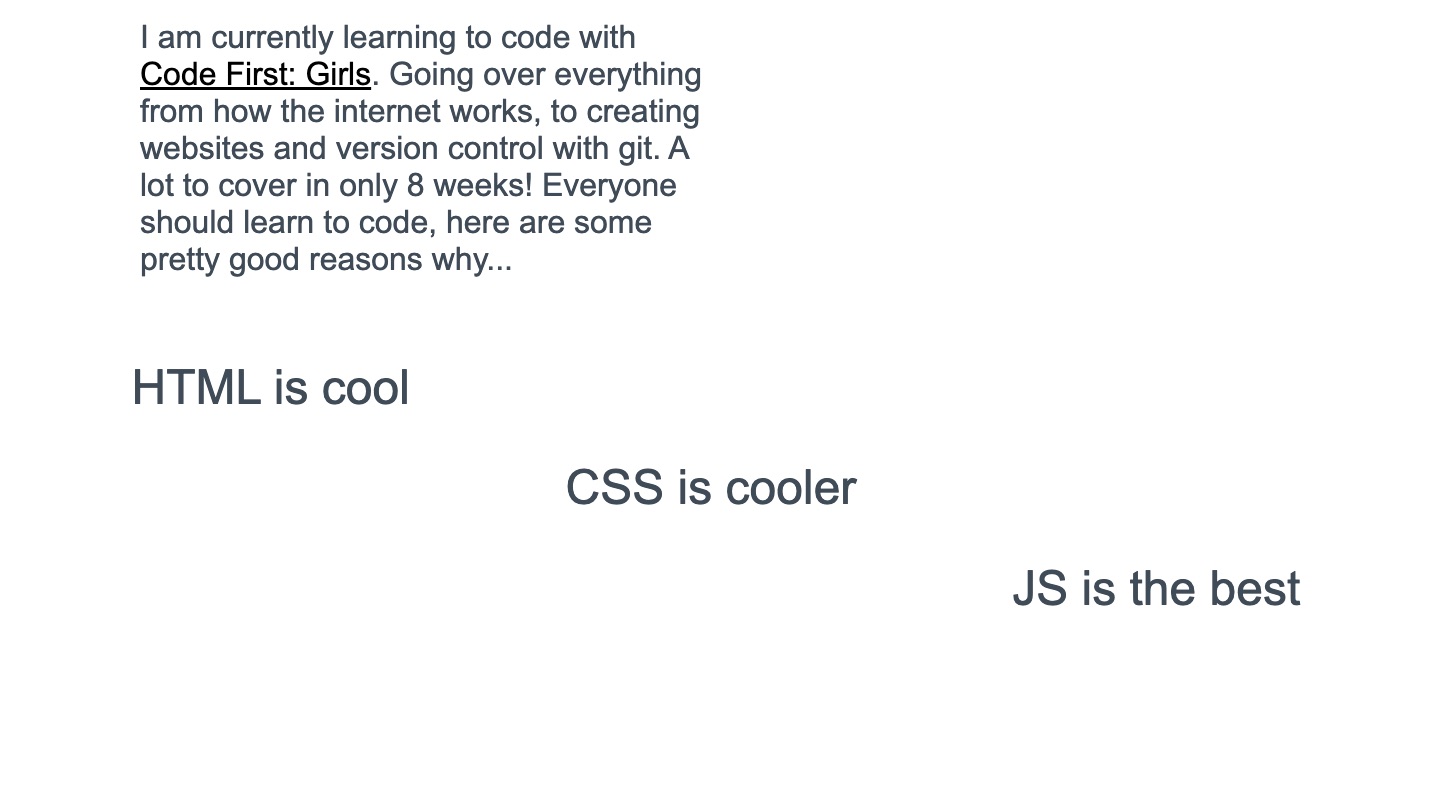 I am currently learning to code with
Code First: Girls. Going over everything
from how the internet works, to creating
websites and version control with git. A
lot to cover in only 8 weeks! Everyone
should learn to code, here are some
pretty good reasons why...
HTML is cool
CSS is cooler
JS is the best